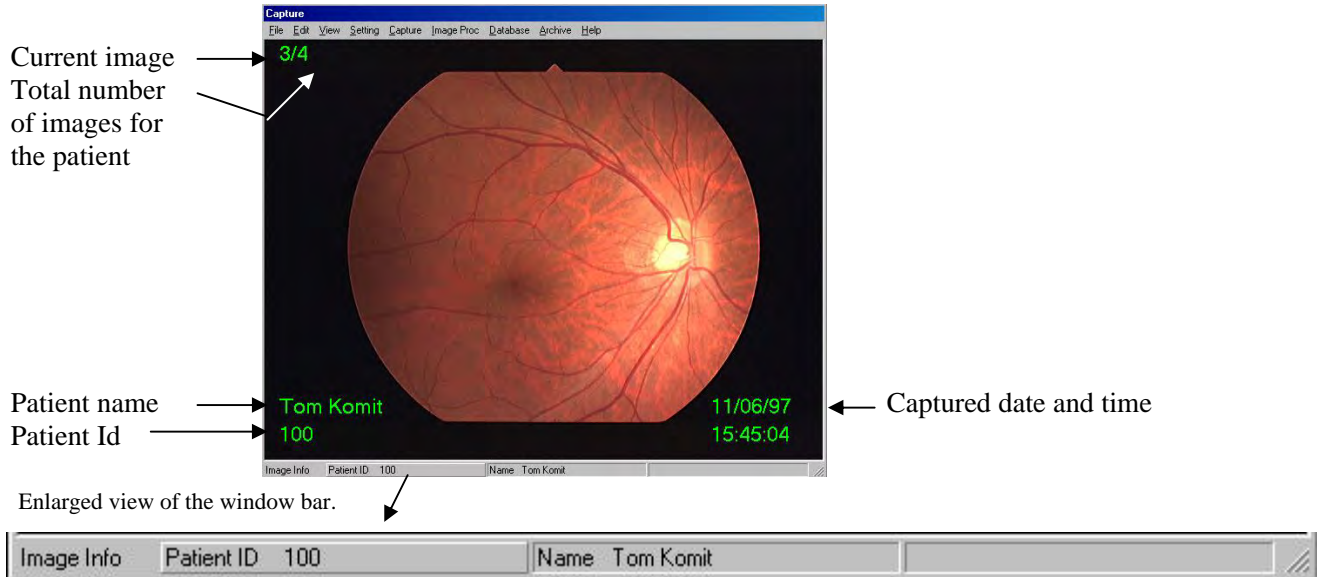 Capture
File Edit View Setting Capture Image Proc Database Archive Help
Current image
Total number
of images for
the patient
3/4
Patient name
Patient Id
Tom Komit
100
11/06/97
15:45:04
Captured date and time
Image Info Patient ID 100 Name Tom Komit
Enlarged view of the window bar.
Image Info Patient ID 100 Name Tom Komit